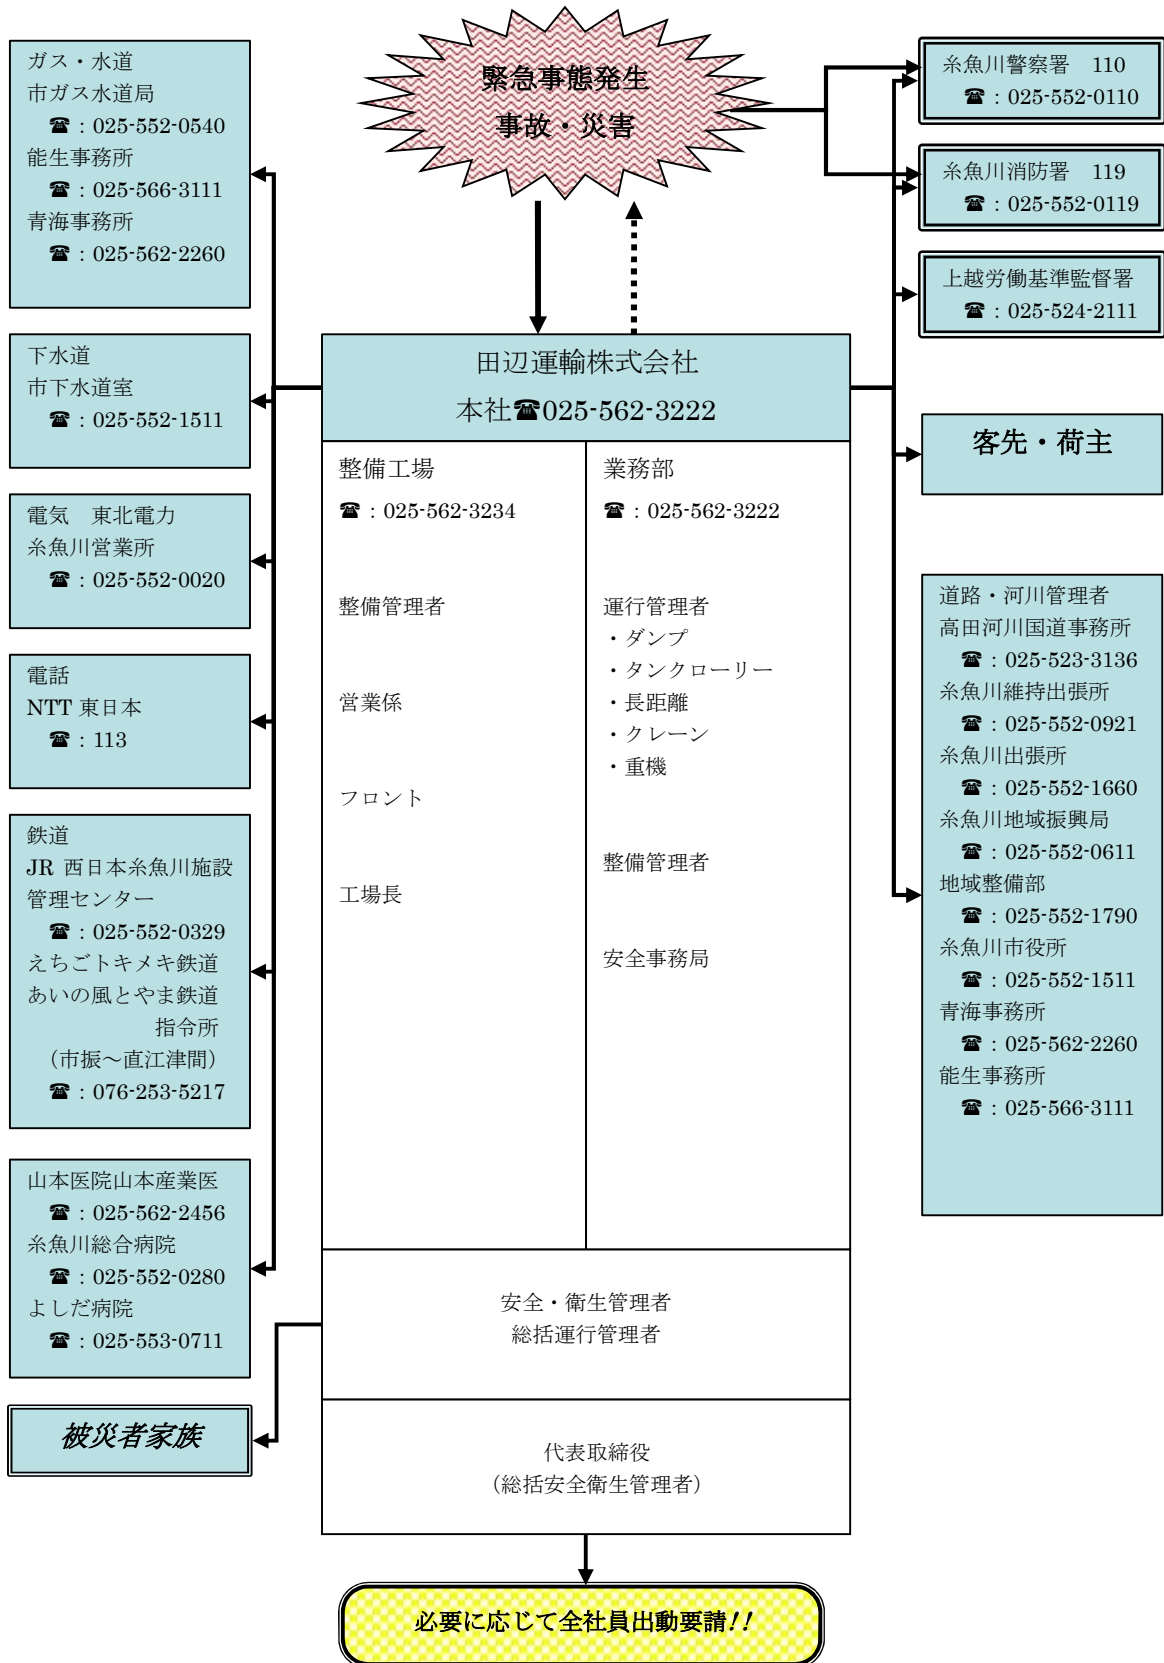 緊急事態発生
事故・災害
ガス・水道
市ガス水道局
☎：025-552-0540
能生事務所
☎：025-566-3111
青海事務所
☎：025-562-2260
下水道
市下水道室
☎：025-552-1511
電気　東北電力
糸魚川営業所
☎：025-552-0020
電話
NTT 東日本
☎：113
鉄道
JR 西日本糸魚川施設
管理センター
☎：025-552-0329
えちごトキメキ鉄道
あいの風とやま鉄道
指令所
（市振～直江津間）
☎：076-253-5217
山本医院山本産業医
☎：025-562-2456
糸魚川総合病院
☎：025-552-0280
よしだ病院
☎：025-553-0711
被災者家族
田辺運輸株式会社
本社☎025-562-3222
整備工場
☎：025-562-3234
整備管理者
営業係
フロント
工場長
業務部
☎：025-562-3222
運行管理者
・ダンプ
・タンクローリー
・長距離
・クレーン
・重機
整備管理者
安全事務局
安全・衛生管理者
総括運行管理者
代表取締役
（総括安全衛生管理者）
必要に応じて全社員出動要請!!
糸魚川警察署　110
☎：025-552-0110
糸魚川消防署　119
☎：025-552-0119
上越労働基準監督署
☎：025-524-2111
客先・荷主
道路・河川管理者
高田河川国道事務所
☎：025-523-3136
糸魚川維持出張所
☎：025-552-0921
糸魚川出張所
☎：025-552-1660
糸魚川地域振興局
☎：025-552-0611
地域整備部
☎：025-552-1790
糸魚川市役所
☎：025-552-1511
青海事務所
☎：025-562-2260
能生事務所
☎：025-566-3111